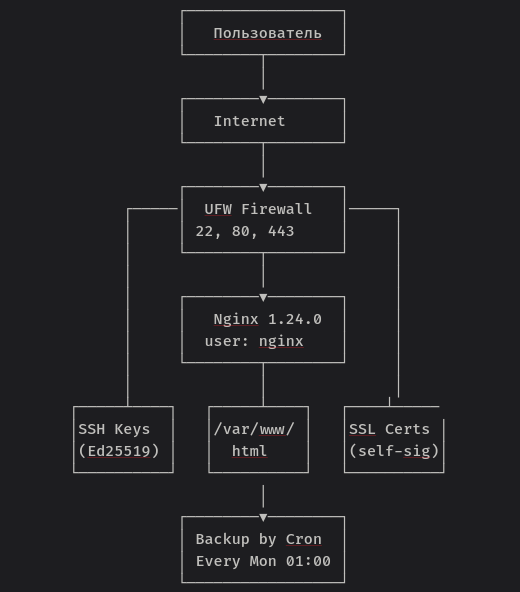 Пользователь
Internet
UFW Firewall
22, 80, 443
Nginx 1.24.0
user: nginx
SSH Keys
(Ed25519)
/var/www/
html
SSL Certs
(self-sig)
Backup by Cron
Every Mon 01:00